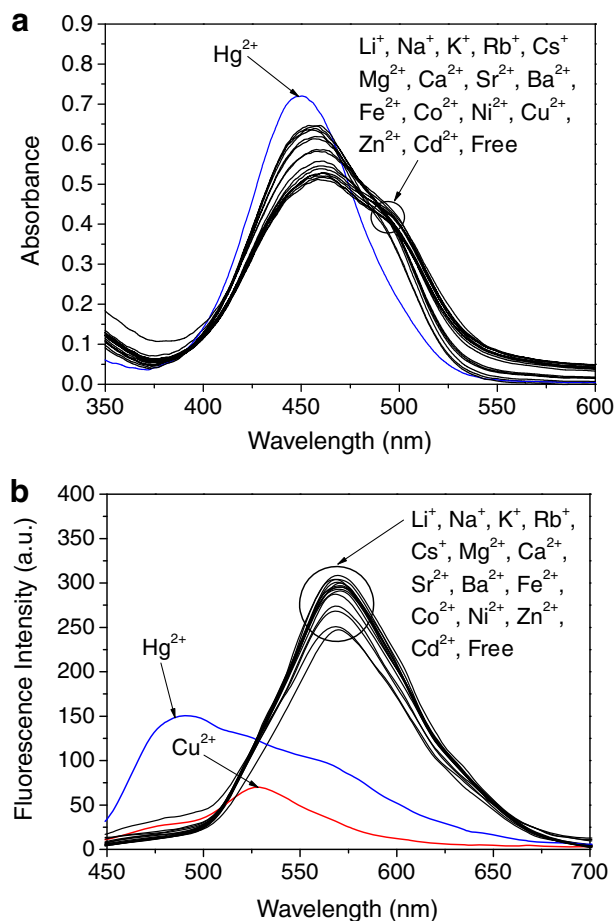 a
0.9
0.8
0.7
0.6
0.5
0.4
0.3
0.2
0.1
0.0
Absorbance
Hg²⁺
Li⁺, Na⁺, K⁺, Rb⁺, Cs⁺
Mg²⁺, Ca²⁺, Sr²⁺, Ba²⁺,
Fe²⁺, Co²⁺, Ni²⁺, Cu²⁺,
Zn²⁺, Cd²⁺, Free
350 400 450 500 550 600
Wavelength (nm)
b
400
350
300
250
200
150
100
50
0
Fluorescence Intensity (a.u.)
Li⁺, Na⁺, K⁺, Rb⁺,
Cs⁺, Mg²⁺, Ca²⁺,
Sr²⁺, Ba²⁺, Fe²⁺,
Co²⁺, Ni²⁺, Zn²⁺,
Cd²⁺, Free
Hg²⁺
Cu²⁺
450 500 550 600 650 700
Wavelength (nm)